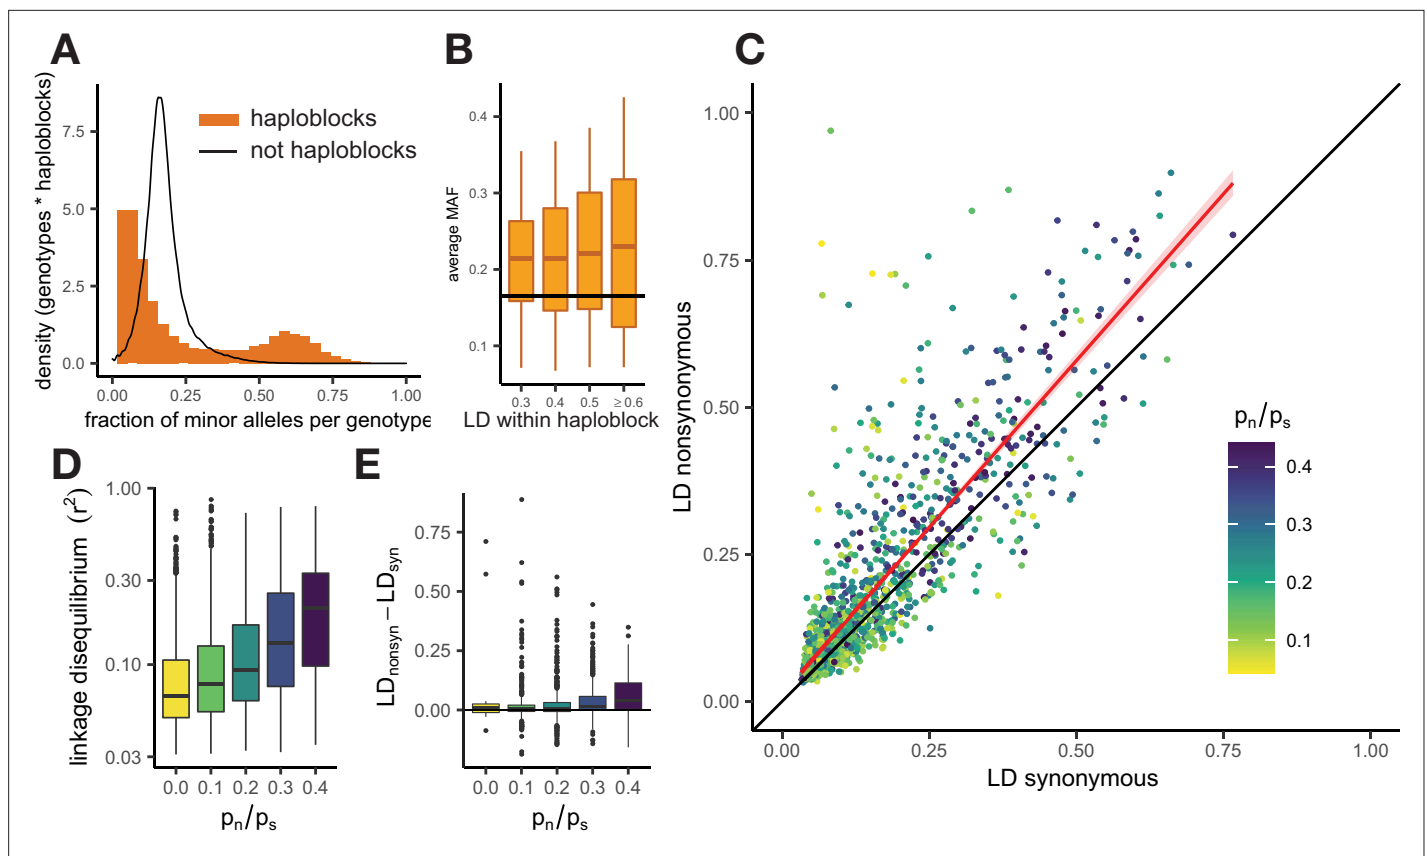 A
density (genotypes * haploblocks)
7.5
5.0
2.5
0.0
haploblocks
not haploblocks
0.00 0.25 0.50 0.75 1.00
fraction of minor alleles per genotype
B
average MAF
0.4
0.3
0.2
0.1
0.3 0.4 0.5 ≥0.6
LD within haploblock
C
LD nonsynonymous
1.00
0.75
0.50
0.25
0.00
pn/ps
0.4
0.3
0.2
0.1
0.00 0.25 0.50 0.75 1.00
LD synonymous
D
linkage disequilibrium (r²)
1.00
0.30
0.10
0.03
0.0 0.1 0.2 0.3 0.4
pn/ps
E
LDnonsyn − LDsyn
0.75
0.50
0.25
0.00
0.0 0.1 0.2 0.3 0.4
pn/ps